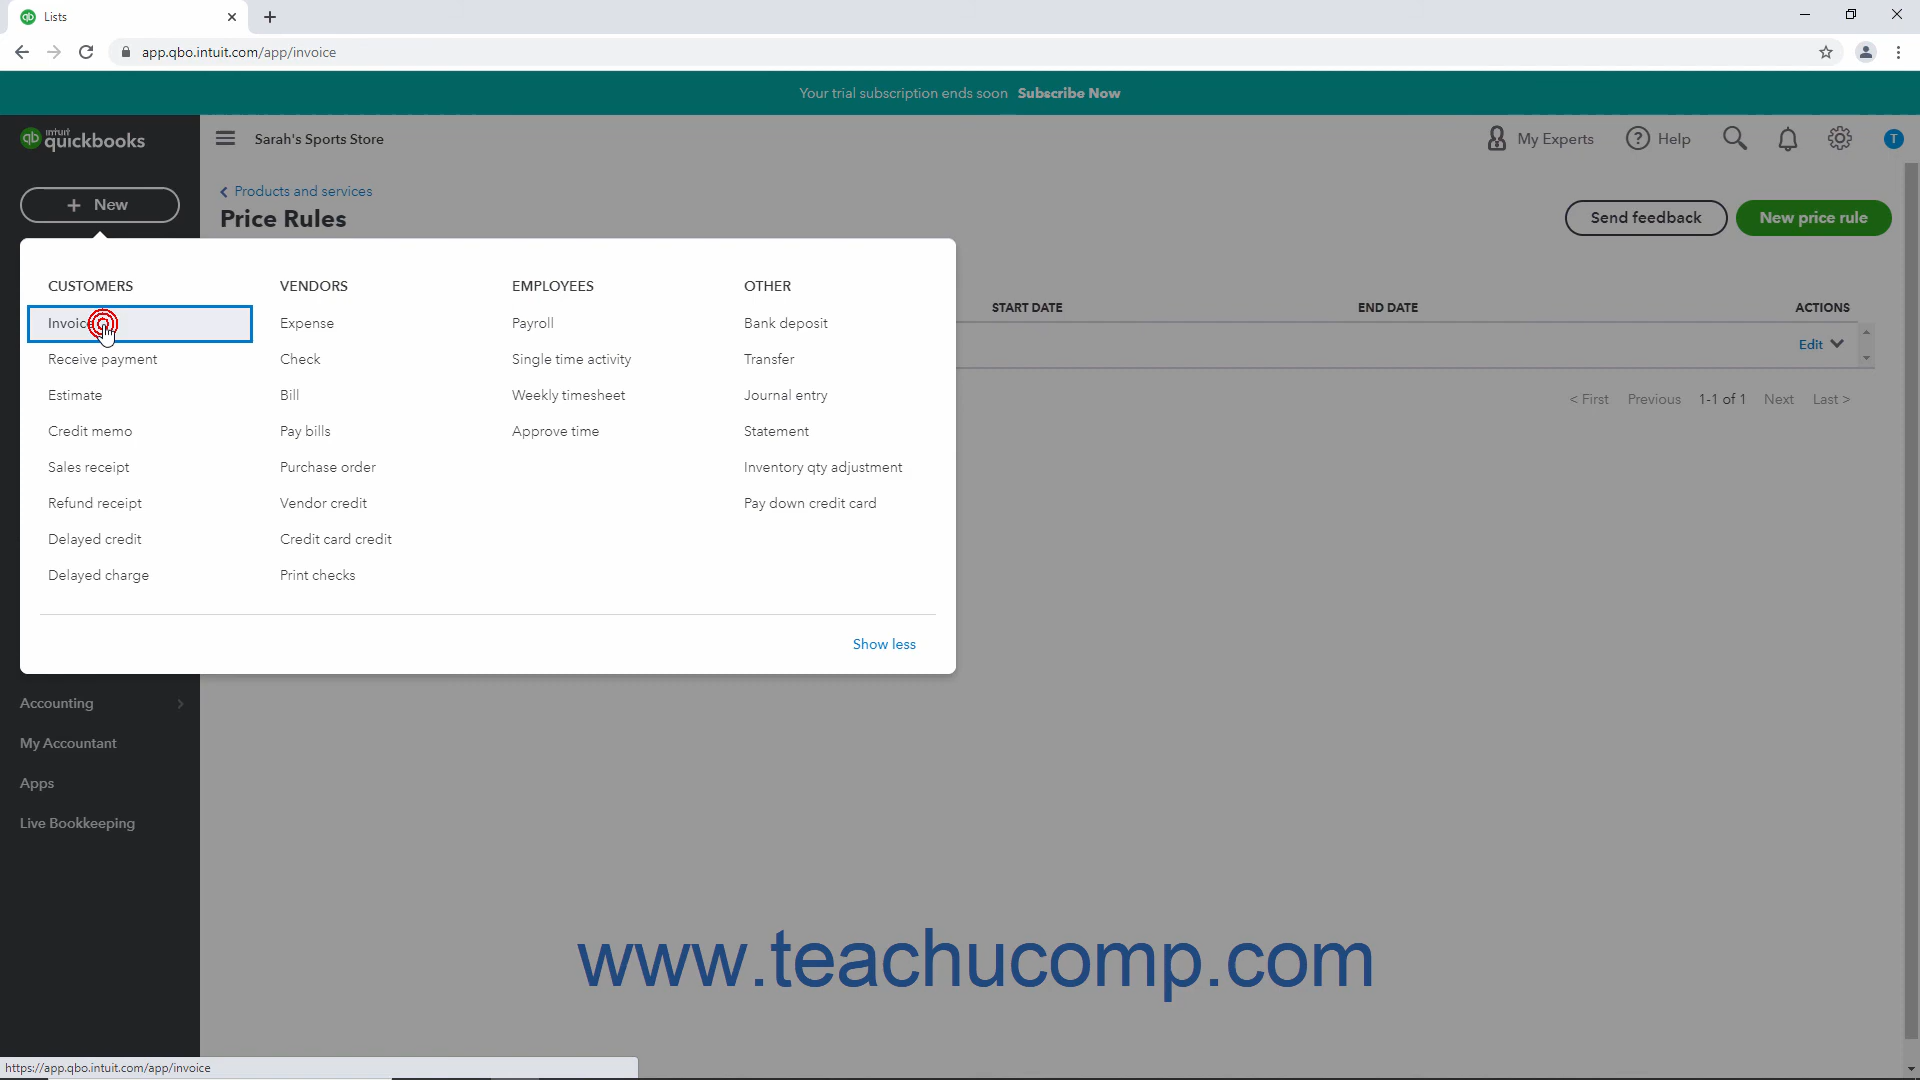 Lists
app.qbo.intuit.com/app/invoice
Your trial subscription ends soon Subscribe Now
intuit
quickbooks
Sarah's Sports Store
My Experts
Help
T
+ New
< Products and services
Price Rules
Send feedback
New price rule
START DATE
END DATE
ACTIONS
Edit
< First Previous 1-1 of 1 Next Last >
CUSTOMERS
Invoice
Receive payment
Estimate
Credit memo
Sales receipt
Refund receipt
Delayed credit
Delayed charge
VENDORS
Expense
Check
Bill
Pay bills
Purchase order
Vendor credit
Credit card credit
Print checks
EMPLOYEES
Payroll
Single time activity
Weekly timesheet
Approve time
OTHER
Bank deposit
Transfer
Journal entry
Statement
Inventory qty adjustment
Pay down credit card
Show less
Accounting
My Accountant
Apps
Live Bookkeeping
www.teachucomp.com
https://app.qbo.intuit.com/app/invoice